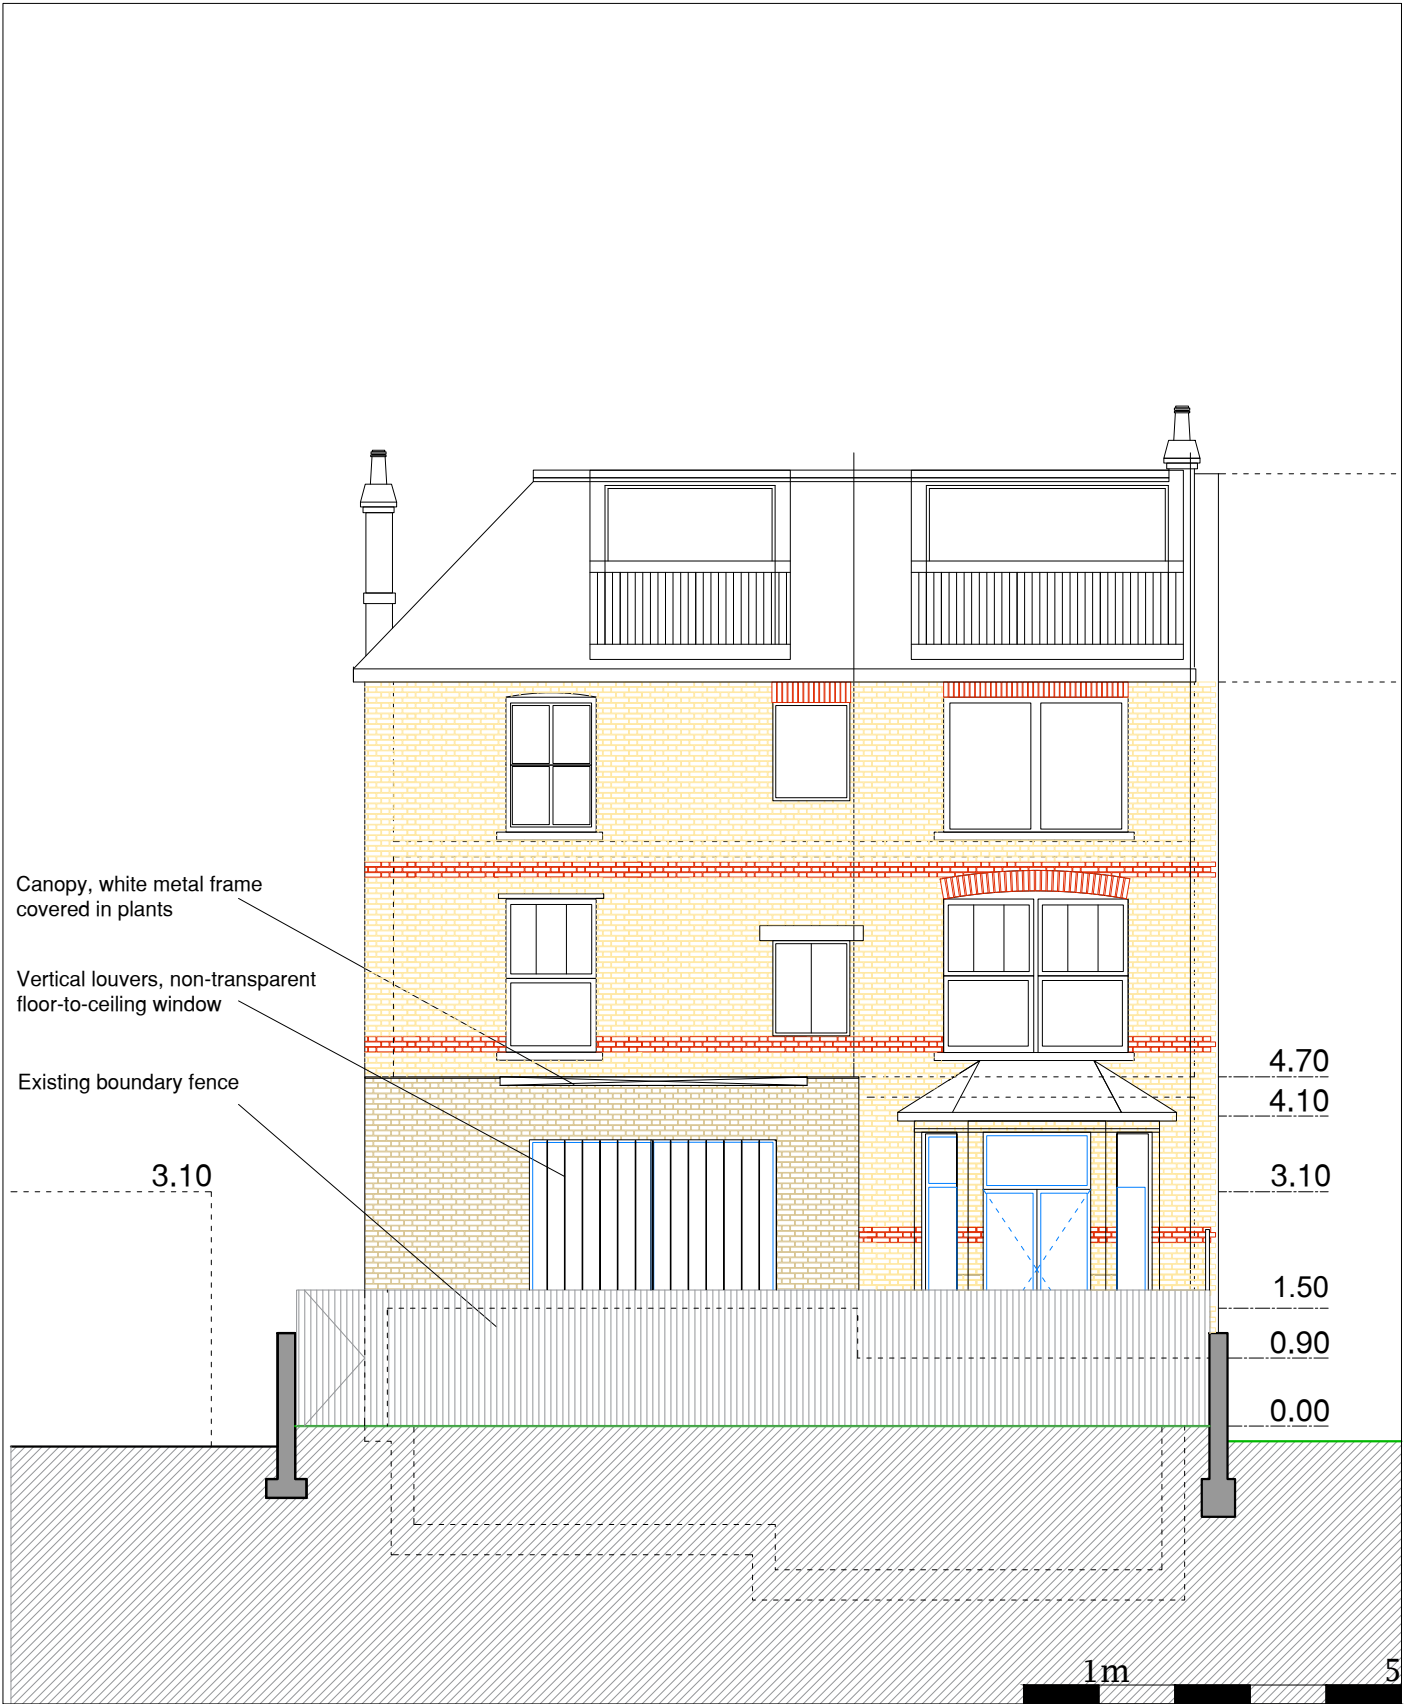 Canopy, white metal frame
covered in plants
Vertical louvers, non-transparent
floor-to-ceiling window
Existing boundary fence
3.10
4.70
4.10
3.10
1.50
0.90
0.00
1m 5